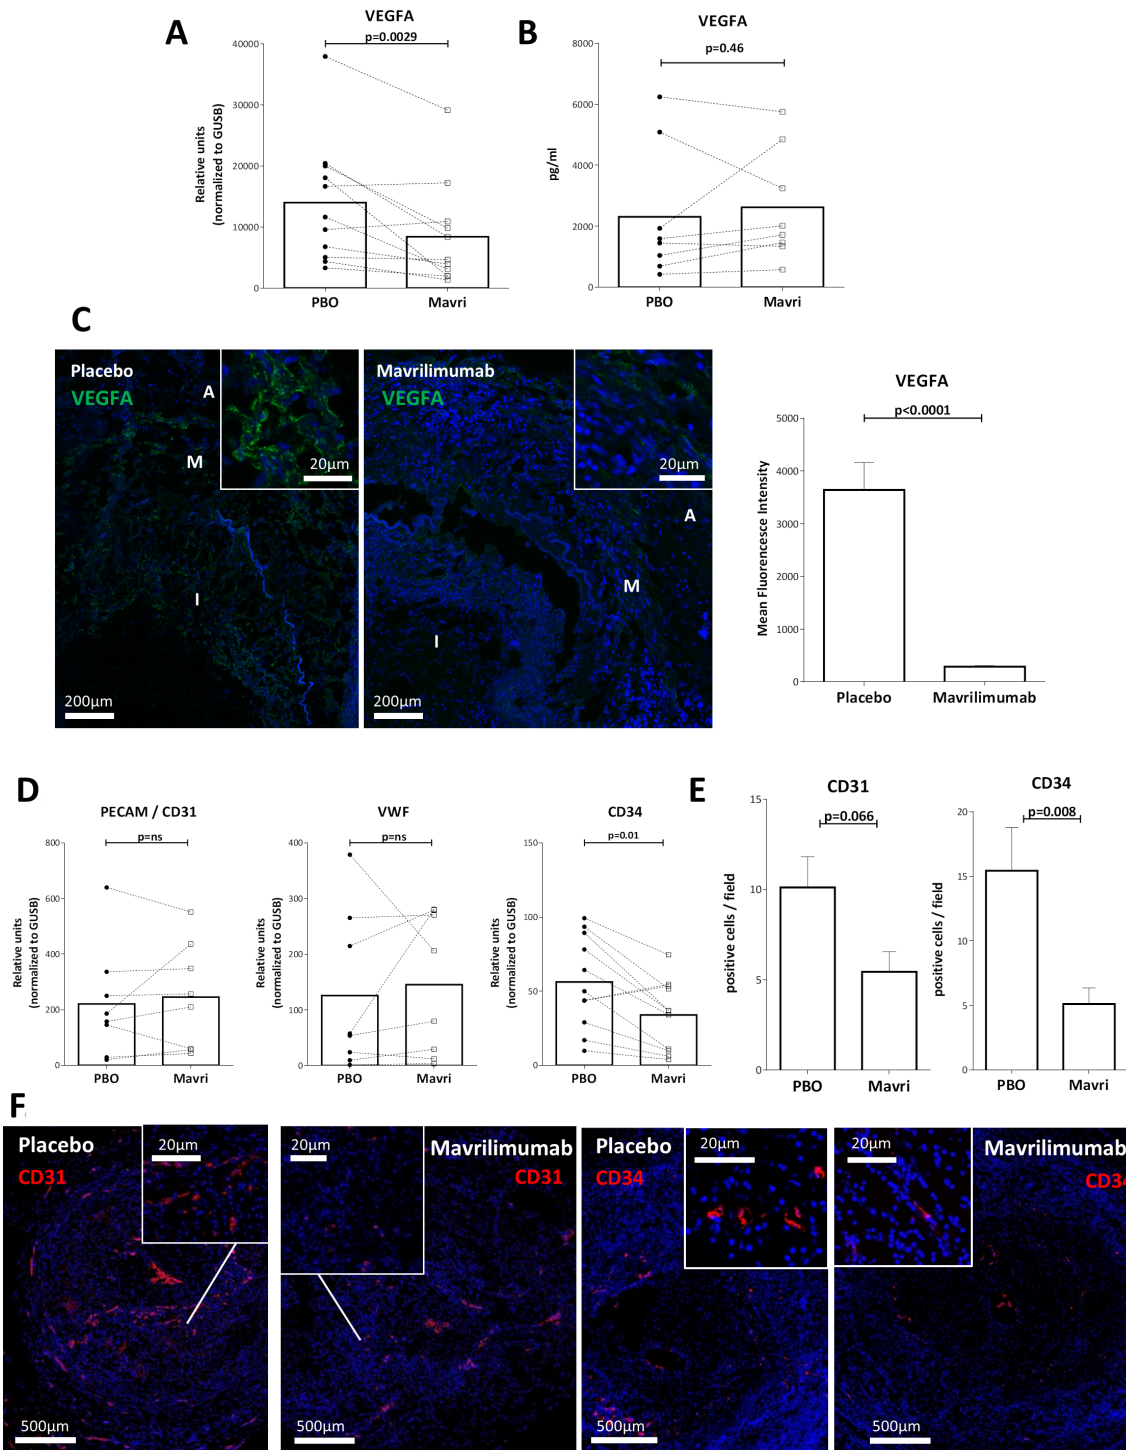 A
VEGFA
p=0.0029
Relative units
(normalized to GUSB)
40000
30000
20000
10000
0
PBO
Mavri
B
VEGFA
p=0.46
pg/ml
8000
6000
4000
2000
0
PBO
Mavri
C
Placebo
VEGFA
A
M
I
20µm
200µm
Mavrilimumab
VEGFA
20µm
A
M
I
200µm
VEGFA
p<0.0001
Mean Fluorencesce Intensity
5000
4000
3000
2000
1000
0
Placebo
Mavrilimumab
D
PECAM / CD31
p=ns
Relative units
(normalized to GUSB)
800
600
400
200
0
PBO
Mavri
VWF
p=ns
Relative units
(normalized to GUSB)
400
300
200
100
0
PBO
Mavri
CD34
p=0.01
Relative units
(normalized to GUSB)
150
100
50
0
PBO
Mavri
E
CD31
p=0.066
positive cells / field
15
10
5
0
PBO
Mavri
CD34
p=0.008
positive cells / field
20
15
10
5
0
PBO
Mavri
F
Placebo
CD31
20µm
500µm
20µm
Mavrilimumab
CD31
500µm
Placebo
CD34
20µm
500µm
20µm
Mavrilimumab
CD34
500µm